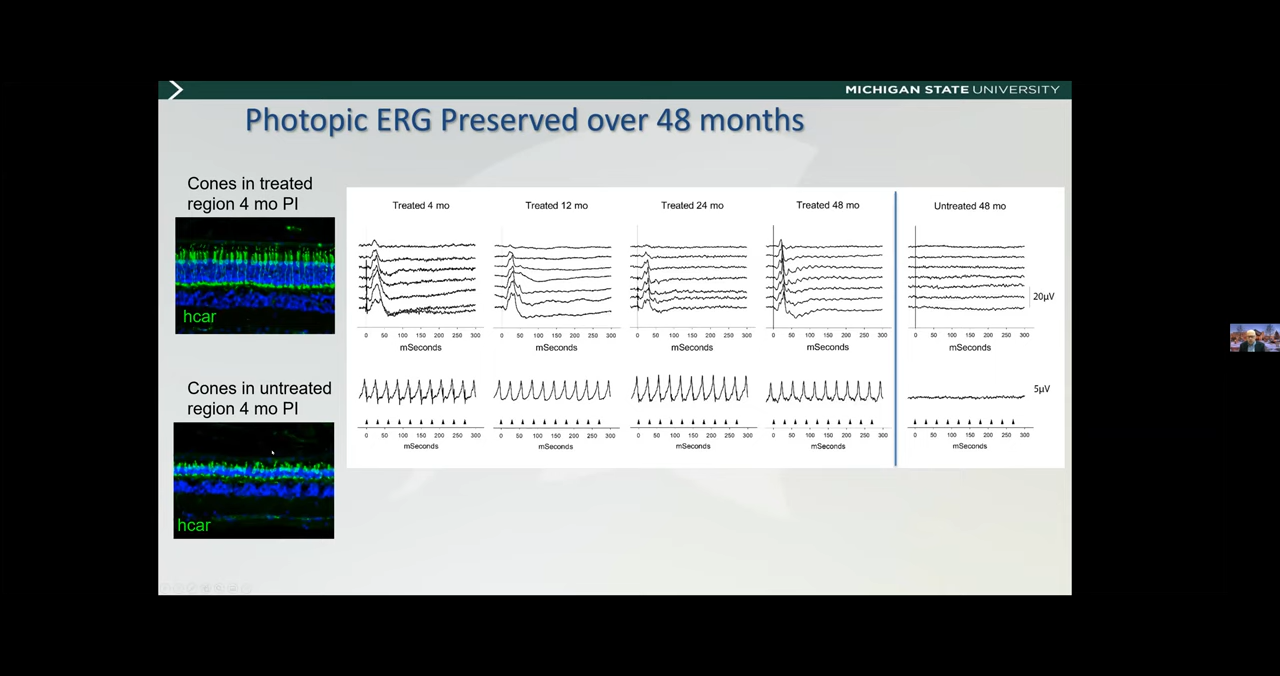 MICHIGAN STATE UNIVERSITY
Photopic ERG Preserved over 48 months
Cones in treated
region 4 mo PI
hcar
Cones in untreated
region 4 mo PI
hcar
Treated 4 mo
Treated 12 mo
Treated 24 mo
Treated 48 mo
Untreated 48 mo
20µV
0 50 100 150 200 250 300
0 50 100 150 200 250 300
0 50 100 150 200 250 300
0 50 100 150 200 250 300
0 50 100 150 200 250 300
mSeconds
mSeconds
mSeconds
mSeconds
mSeconds
5µV
0 50 100 150 200 250 300
0 50 100 150 200 250 300
0 50 100 150 200 250 300
0 50 100 150 200 250 300
0 50 100 150 200 250 300
mSeconds
mSeconds
mSeconds
mSeconds
mSeconds